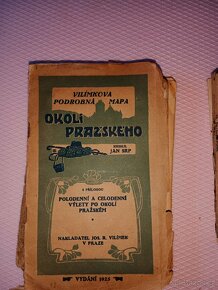 VILÍMKOVA
PODROBNÁ MAPA
OKOLÍ
PRAŽSKÉHO
JAN SRP
S PŘÍLOHOU
POLODENNÍ A CELODENNÍ
VÝLETY PO OKOLÍ
PRAŽSKÉM
NAKLADATEL JOS. R. VILÍMEK
V PRAZE
VYDÁNÍ 1925